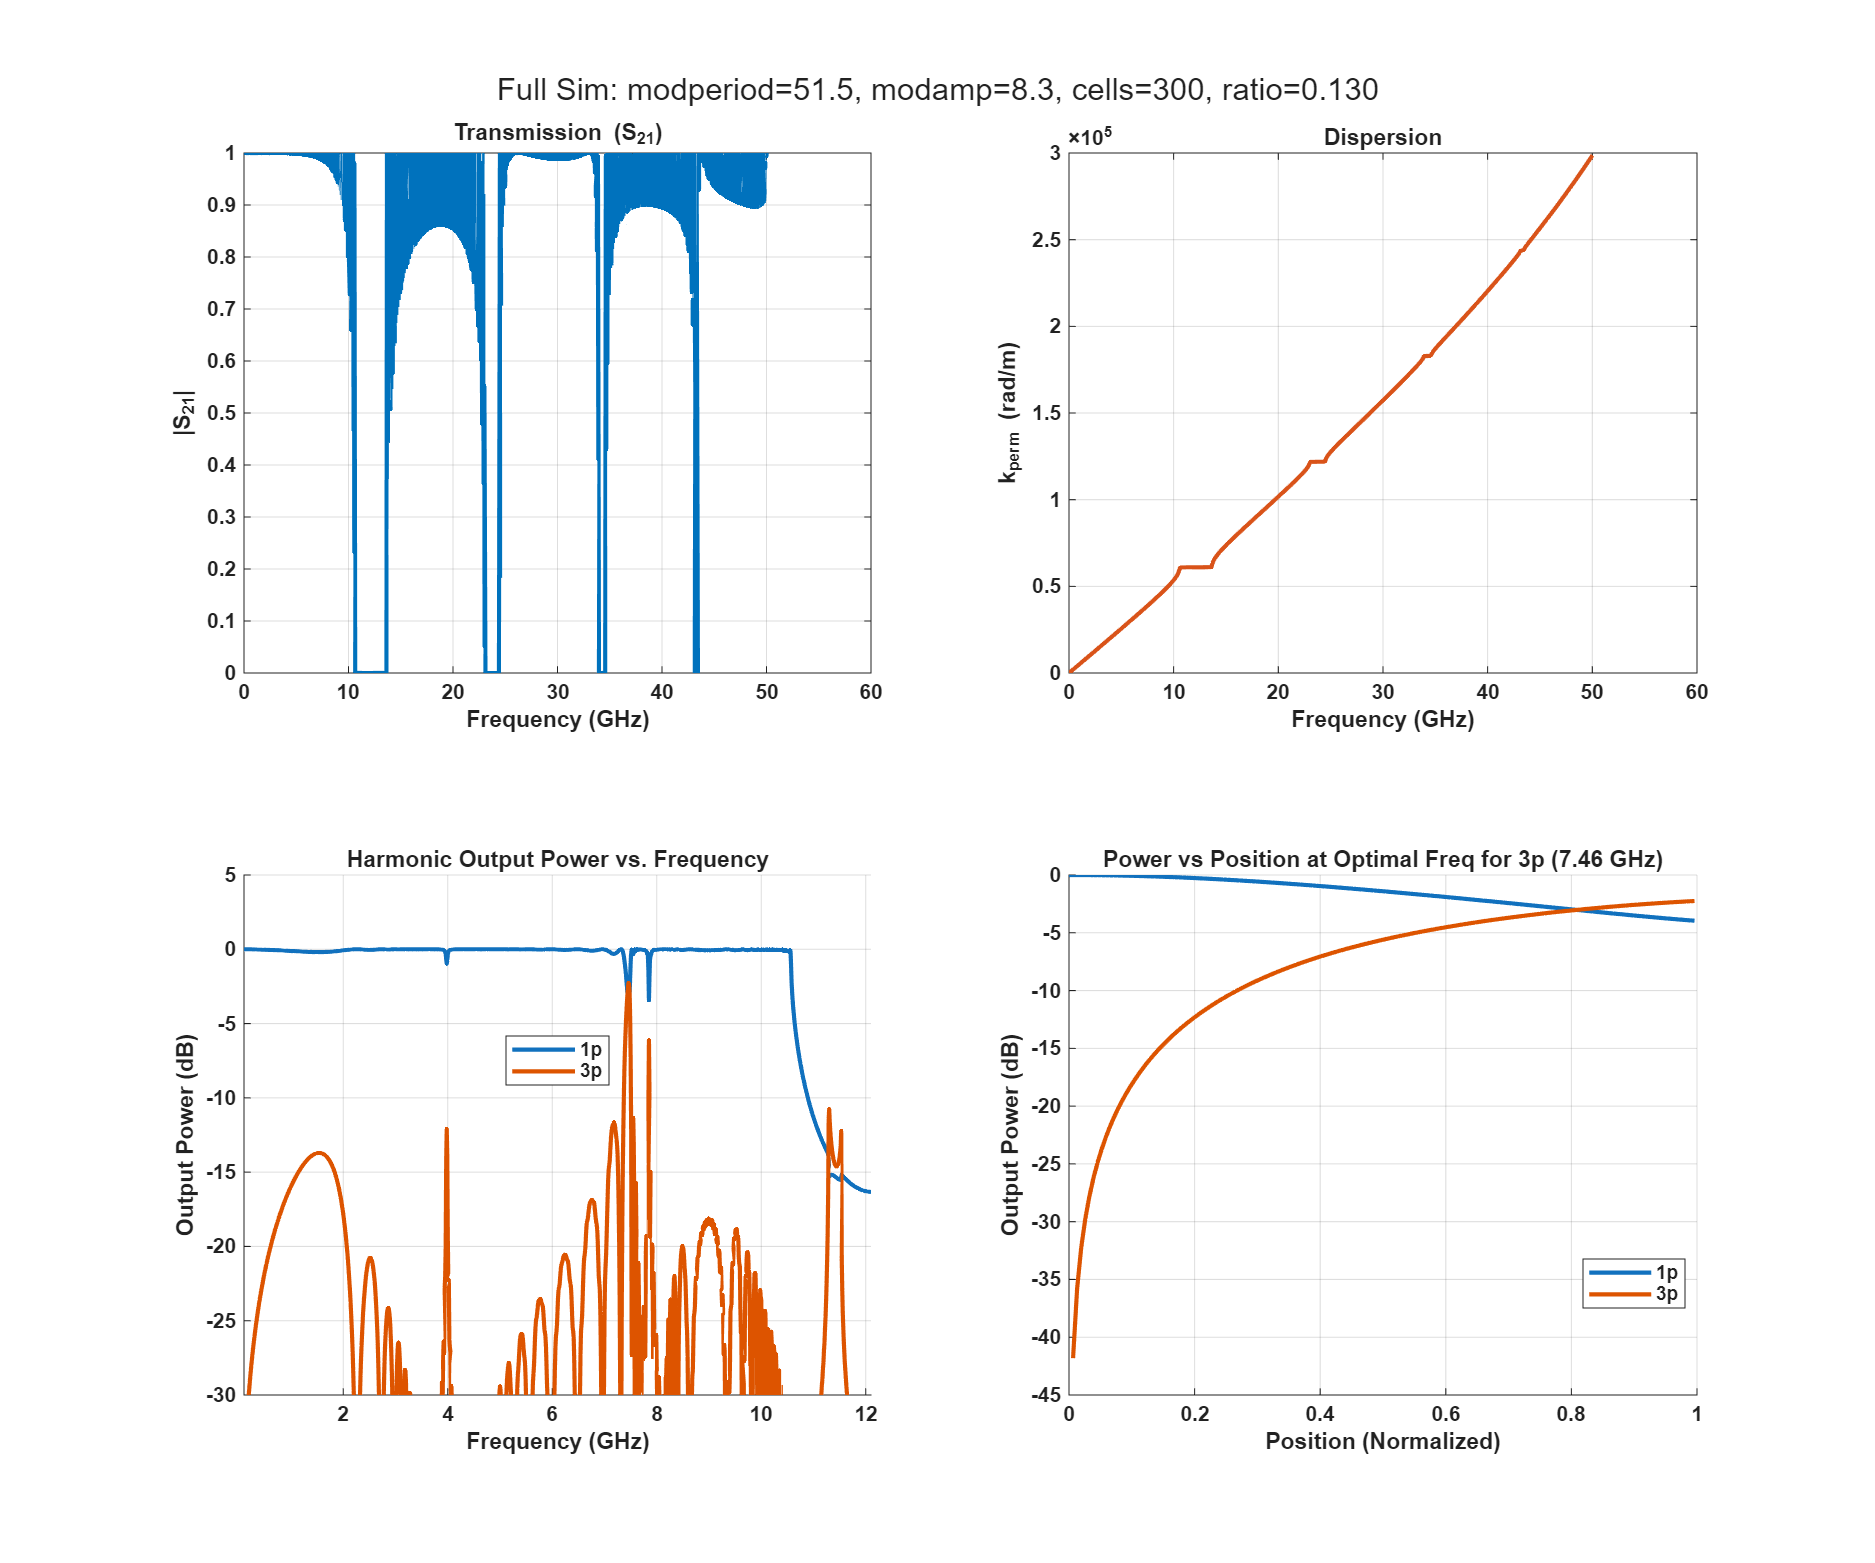 Full Sim: modperiod=51.5, modamp=8.3, cells=300, ratio=0.130
Transmission (S21)
1
0.9
0.8
0.7
0.6
0.5
0.4
0.3
0.2
0.1
0
|S21|
0 10 20 30 40 50 60
Frequency (GHz)
×10^5
Dispersion
3
2.5
2
1.5
1
0.5
0
kperm (rad/m)
0 10 20 30 40 50 60
Frequency (GHz)
Harmonic Output Power vs. Frequency
5
0
-5
-10
-15
-20
-25
-30
Output Power (dB)
1p
3p
2 4 6 8 10 12
Frequency (GHz)
Power vs Position at Optimal Freq for 3p (7.46 GHz)
0
-5
-10
-15
-20
-25
-30
-35
-40
-45
Output Power (dB)
1p
3p
0 0.2 0.4 0.6 0.8 1
Position (Normalized)